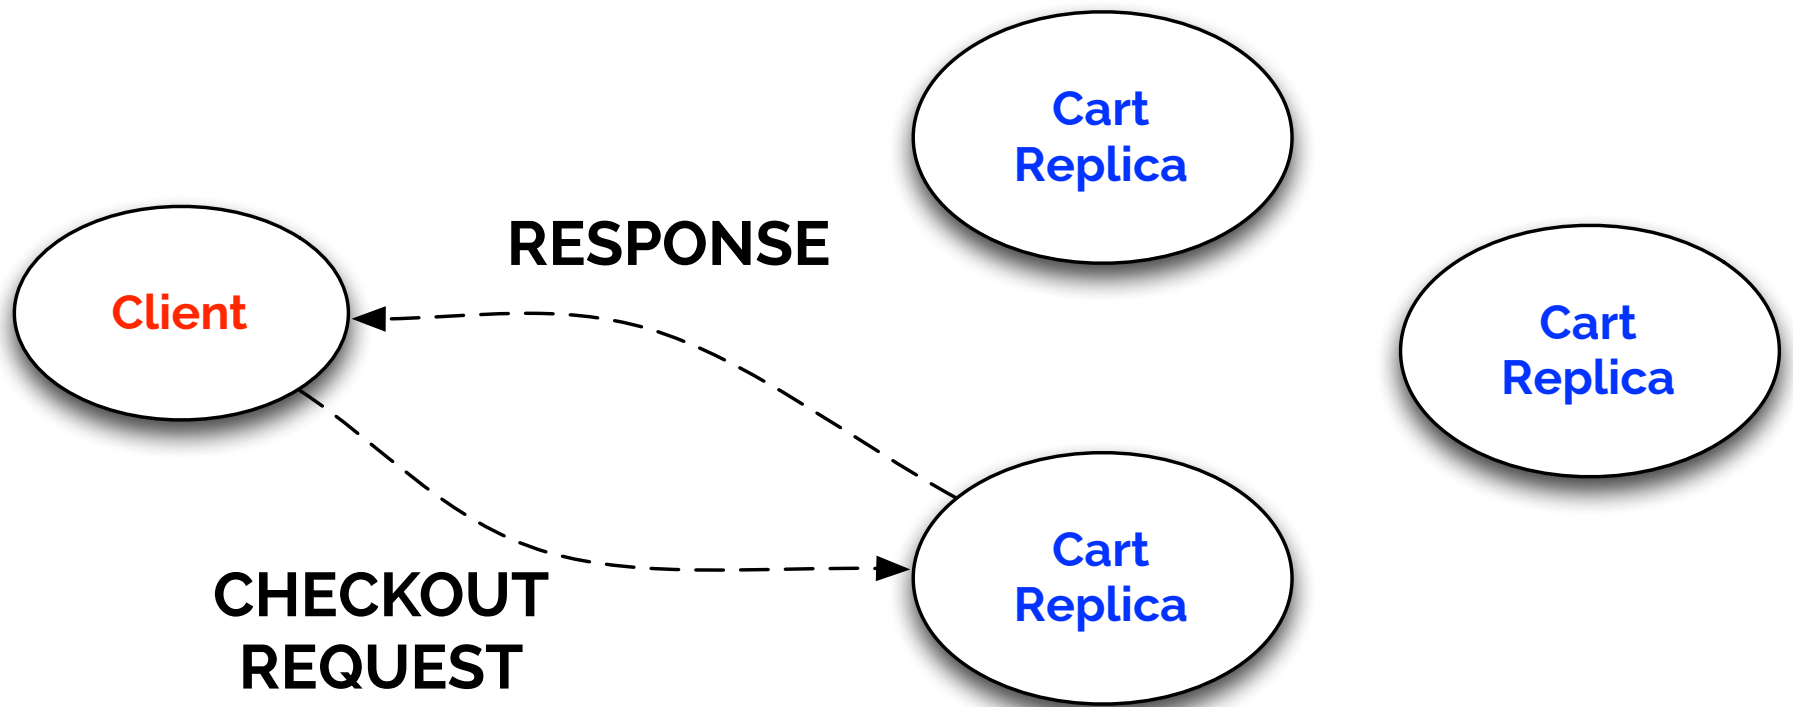 Cart
Replica
RESPONSE
Client
Cart
Replica
Cart
Replica
CHECKOUT
REQUEST